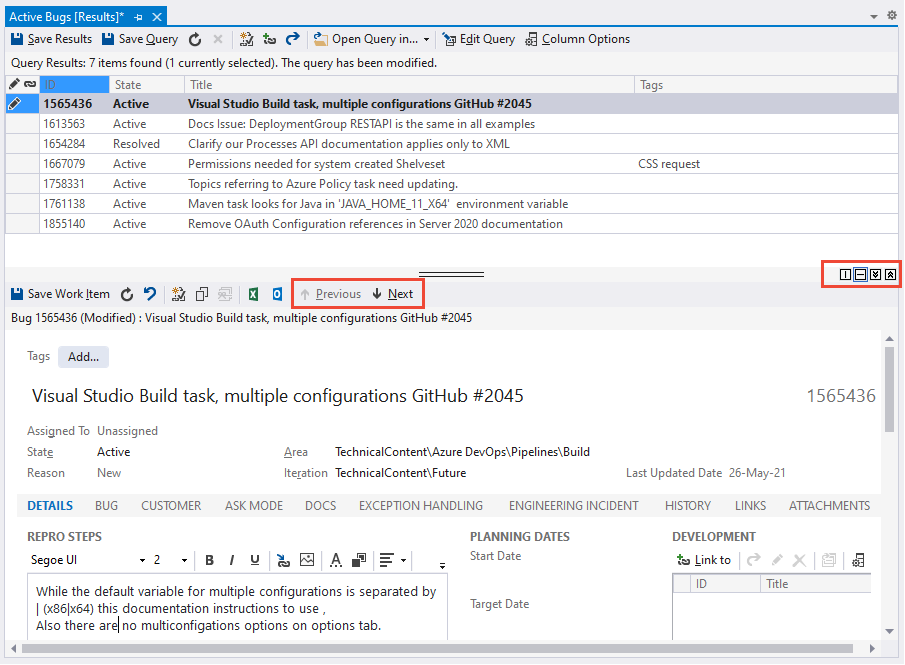 Active Bugs [Results]*
Save Results Save Query Open Query in... Edit Query Column Options
Query Results: 7 items found (1 currently selected). The query has been modified.
ID State Title Tags
1565436 Active Visual Studio Build task, multiple configurations GitHub #2045
1613563 Active Docs Issue: DeploymentGroup RESTAPI is the same in all examples
1654284 Resolved Clarify our Processes API documentation applies only to XML
1667079 Active Permissions needed for system created Shelveset CSS request
1758331 Active Topics referring to Azure Policy task need updating.
1761138 Active Maven task looks for Java in 'JAVA_HOME_11_X64'  environment variable
1855140 Active Remove OAuth Configuration references in Server 2020 documentation
Save Work Item Previous Next
Bug 1565436 (Modified) : Visual Studio Build task, multiple configurations GitHub #2045
Tags Add...
Visual Studio Build task, multiple configurations GitHub #2045 1565436
Assigned To Unassigned
State Active Area TechnicalContent\Azure DevOps\Pipelines\Build
Reason New Iteration TechnicalContent\Future Last Updated Date 26-May-21
DETAILS BUG CUSTOMER ASK MODE DOCS EXCEPTION HANDLING ENGINEERING INCIDENT HISTORY LINKS ATTACHMENTS
REPRO STEPS PLANNING DATES DEVELOPMENT
Start Date
Segoe UI 2 B I U A Link to
ID Title
While the default variable for multiple configurations is separated by
| (x86|x64) this documentation instructions to use ,
Target Date
Also there are no multiconfigations options on options tab.